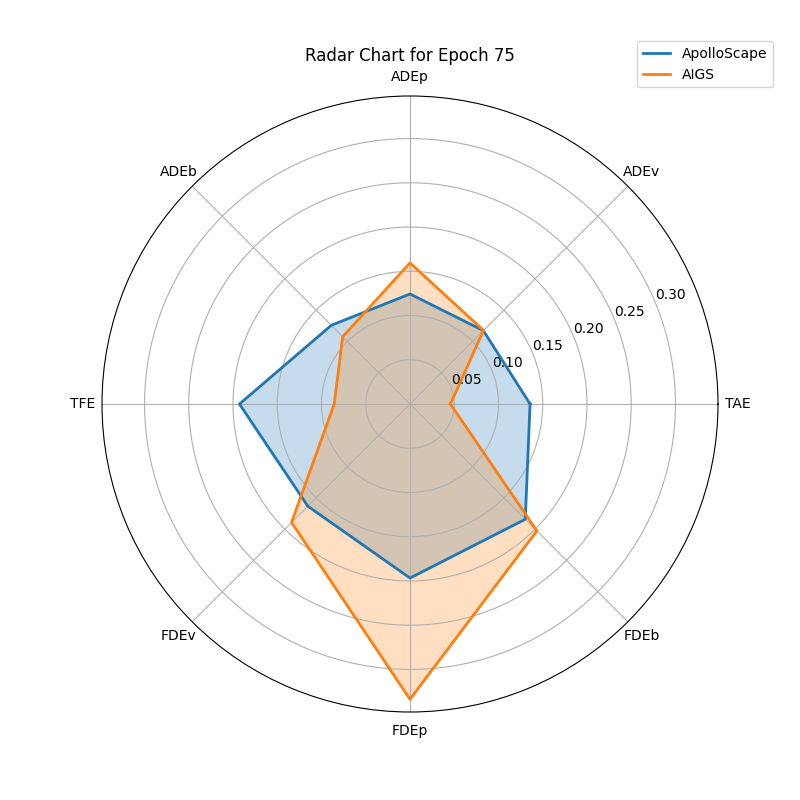 Radar Chart for Epoch 75
ApolloScape
AIGS
ADEp
ADEb
ADEv
0.30
0.25
0.20
0.15
0.10
0.05
TFE
TAE
FDEv
FDEb
FDEp